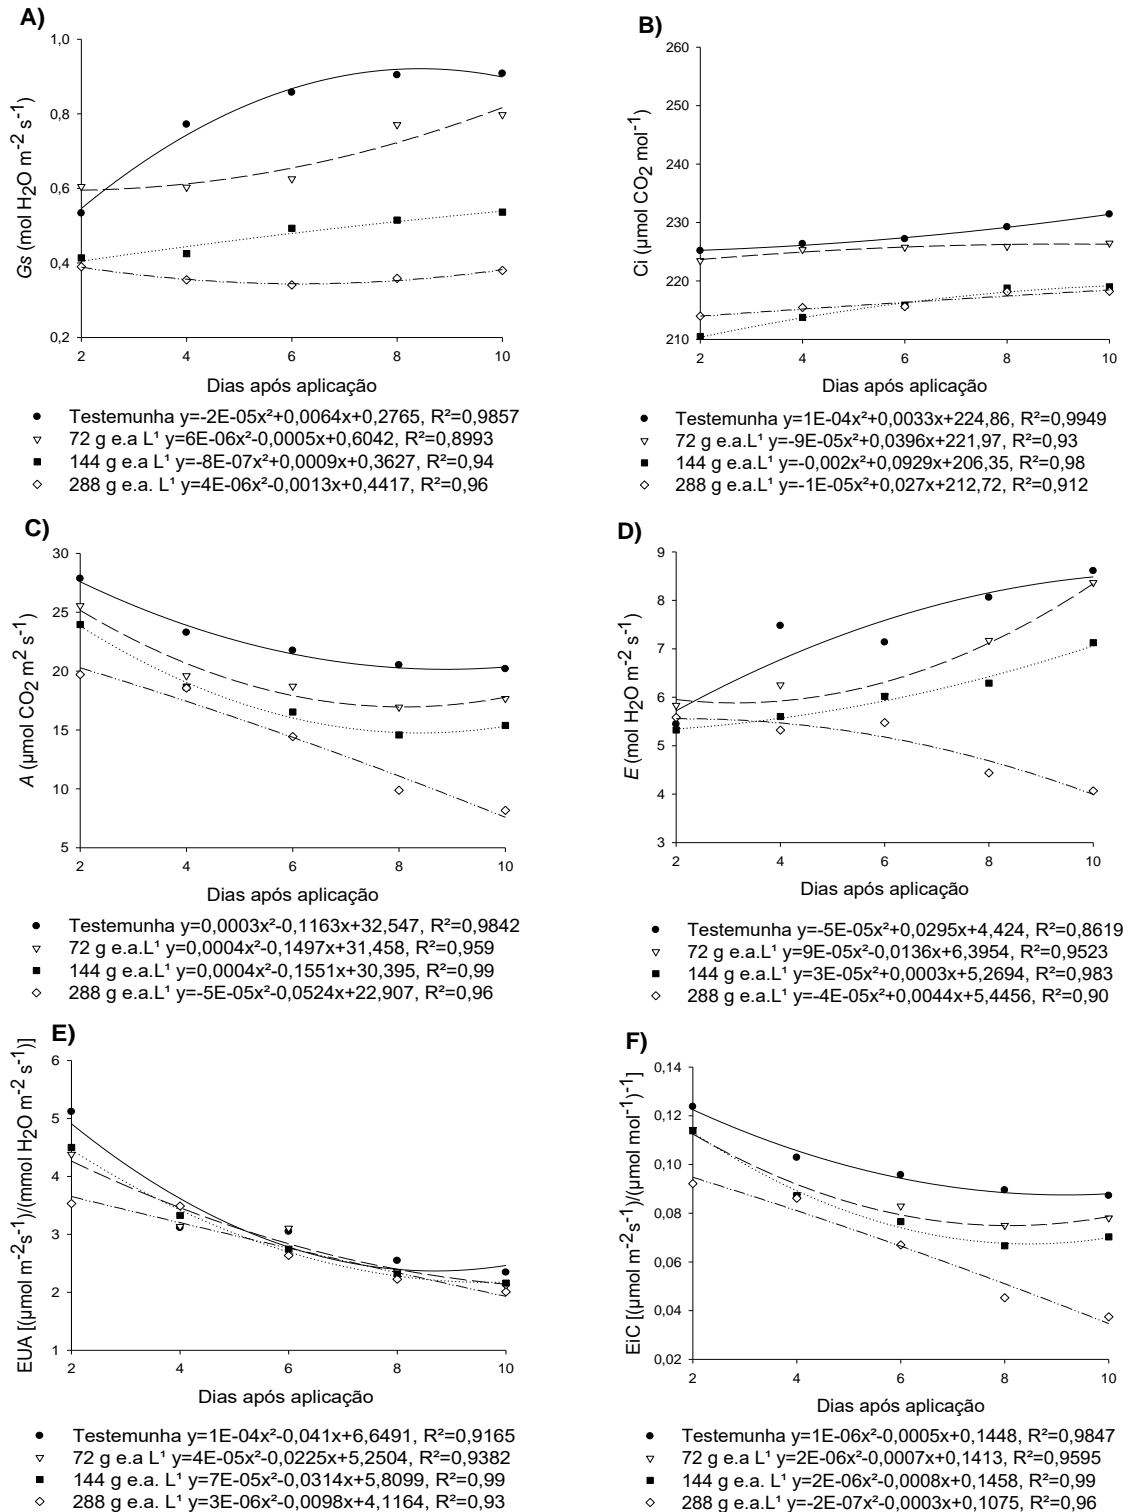 A)
Gs (mol H2O m-2 s-1)
1,0
0,8
0,6
0,4
0,2
2 4 6 8 10
Dias após aplicação
Testemunha y=-2E-05x²+0,0064x+0,2765, R²=0,9857
72 g e.a L¹ y=6E-06x²-0,0005x+0,6042, R²=0,8993
144 g e.a L¹ y=-8E-07x²+0,0009x+0,3627, R²=0,94
288 g e.a. L¹ y=4E-06x²-0,0013x+0,4417, R²=0,96
B)
Ci (µmol CO2 mol-1)
260
250
240
230
220
210
2 4 6 8 10
Dias após aplicação
Testemunha y=1E-04x²+0,0033x+224,86, R²=0,9949
72 g e.a.L¹ y=-9E-05x²+0,0396x+221,97, R²=0,93
144 g e.a.L¹ y=-0,002x²+0,0929x+206,35, R²=0,98
288 g e.a.L¹ y=-1E-05x²+0,027x+212,72, R²=0,912
C)
A (µmol CO2 m-2 s-1)
30
25
20
15
10
5
2 4 6 8 10
Dias após aplicação
Testemunha y=0,0003x²-0,1163x+32,547, R²=0,9842
72 g e.a.L¹ y=0,0004x²-0,1497x+31,458, R²=0,959
144 g e.a.L¹ y=0,0004x²-0,1551x+30,395, R²=0,99
288 g e.a.L¹ y=-5E-05x²-0,0524x+22,907, R²=0,96
D)
E (mol H2O m-2 s-1)
9
8
7
6
5
4
3
2 4 6 8 10
Dias após aplicação
Testemunha y=-5E-05x²+0,0295x+4,424, R²=0,8619
72 g e.a.L¹ y=9E-05x²-0,0136x+6,3954, R²=0,9523
144 g e.a.L¹ y=3E-05x²+0,0003x+5,2694, R²=0,983
288 g e.a.L¹ y=-4E-05x²+0,0044x+5,4456, R²=0,90
E)
EUA [(µmol m-2s-1)/(mmol H2O m-2 s-1)]
6
5
4
3
2
1
2 4 6 8 10
Dias após aplicação
Testemunha y=1E-04x²-0,041x+6,6491, R²=0,9165
72 g e.a. L¹ y=4E-05x²-0,0225x+5,2504, R²=0,9382
144 g e.a. L¹ y=7E-05x²-0,0314x+5,8099, R²=0,99
288 g e.a. L¹ y=3E-06x²-0,0098x+4,1164, R²=0,93
F)
EiC [(µmol m-2s-1)/(µmol mol-1)-1]
0,14
0,12
0,10
0,08
0,06
0,04
0,02
2 4 6 8 10
Dias após aplicação
Testemunha y=1E-06x²-0,0005x+0,1448, R²=0,9847
72 g e.a.L¹ y=2E-06x²-0,0007x+0,1413, R²=0,9595
144 g e.a.L¹ y=2E-06x²-0,0008x+0,1458, R²=0,99
288 g e.a.L¹ y=-2E-07x²-0,0003x+0,1075, R²=0,96